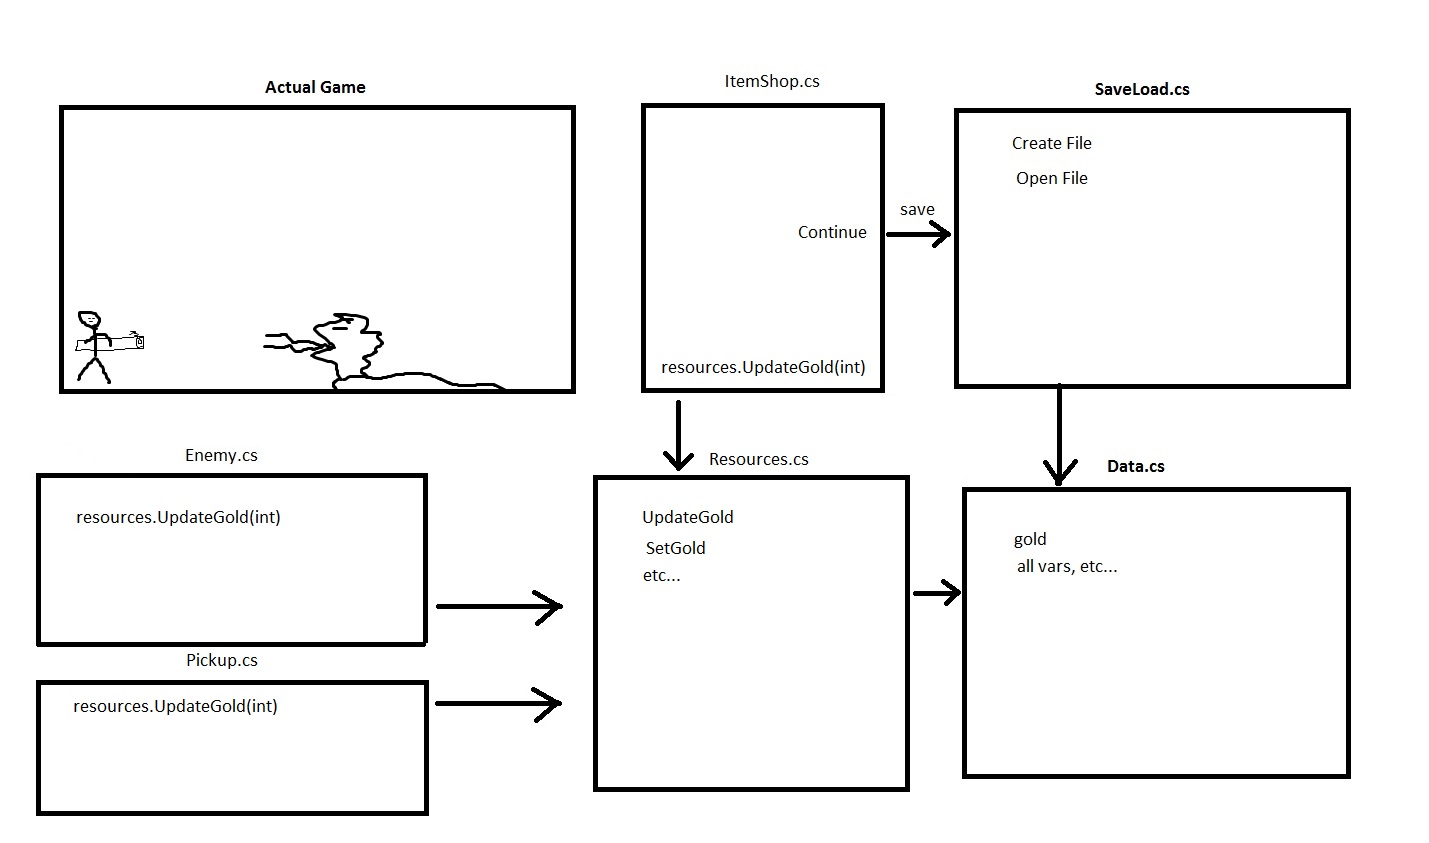 Actual Game
ItemShop.cs
SaveLoad.cs
Create File
Open File
save
Continue
resources.UpdateGold(int)
Enemy.cs
resources.UpdateGold(int)
Pickup.cs
resources.UpdateGold(int)
Resources.cs
UpdateGold
SetGold
etc...
Data.cs
gold
all vars, etc...